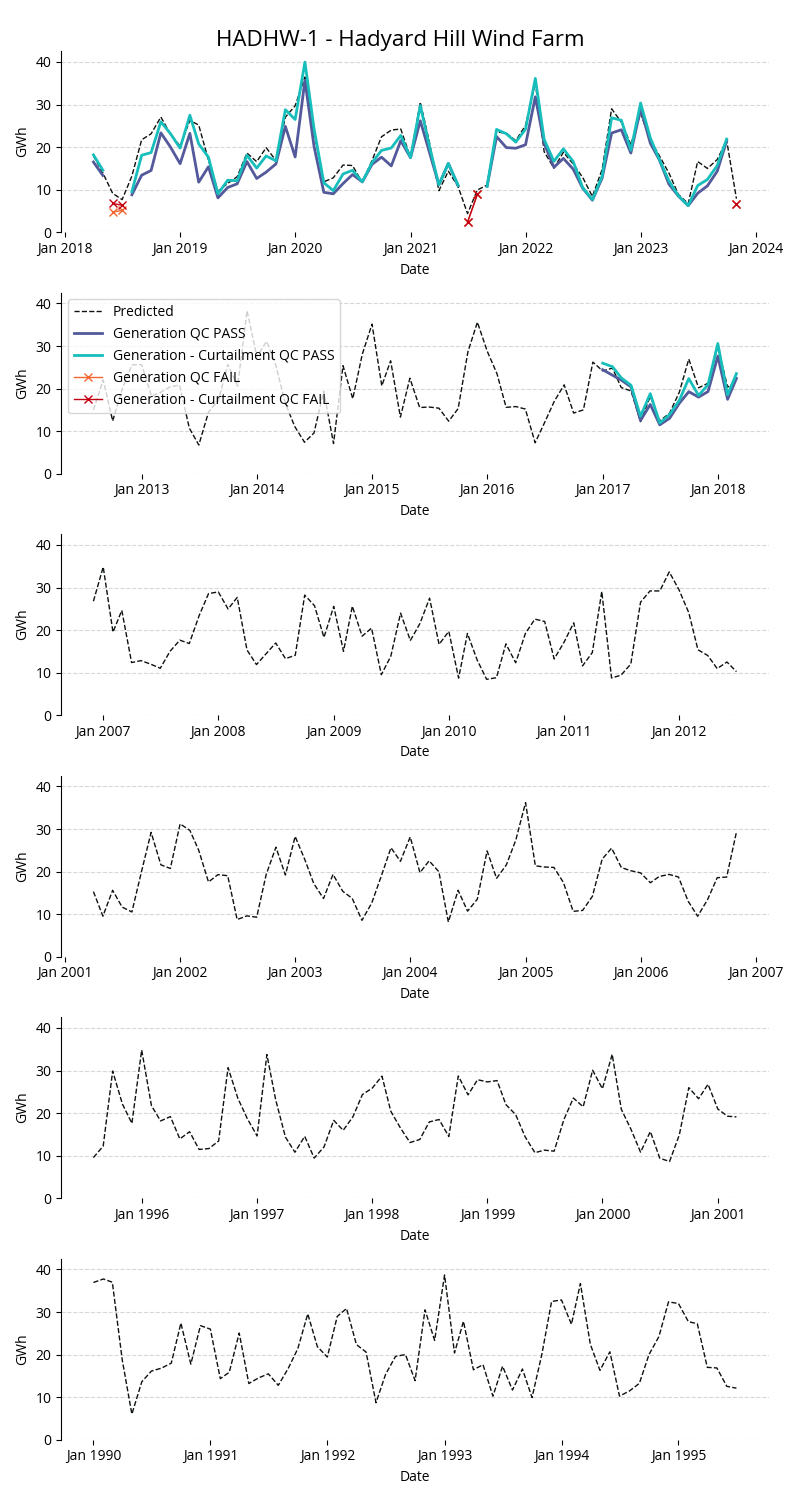 HADHW-1 - Hadyard Hill Wind Farm
40
30
20
10
0
GWh
Jan 2018 Jan 2019 Jan 2020 Jan 2021 Jan 2022 Jan 2023 Jan 2024
Date
40
30
20
10
0
GWh
Predicted
Generation QC PASS
Generation - Curtailment QC PASS
Generation QC FAIL
Generation - Curtailment QC FAIL
Jan 2013 Jan 2014 Jan 2015 Jan 2016 Jan 2017 Jan 2018
Date
40
30
20
10
0
GWh
Jan 2007 Jan 2008 Jan 2009 Jan 2010 Jan 2011 Jan 2012
Date
40
30
20
10
0
GWh
Jan 2001 Jan 2002 Jan 2003 Jan 2004 Jan 2005 Jan 2006 Jan 2007
Date
40
30
20
10
0
GWh
Jan 1996 Jan 1997 Jan 1998 Jan 1999 Jan 2000 Jan 2001
Date
40
30
20
10
0
GWh
Jan 1990 Jan 1991 Jan 1992 Jan 1993 Jan 1994 Jan 1995
Date